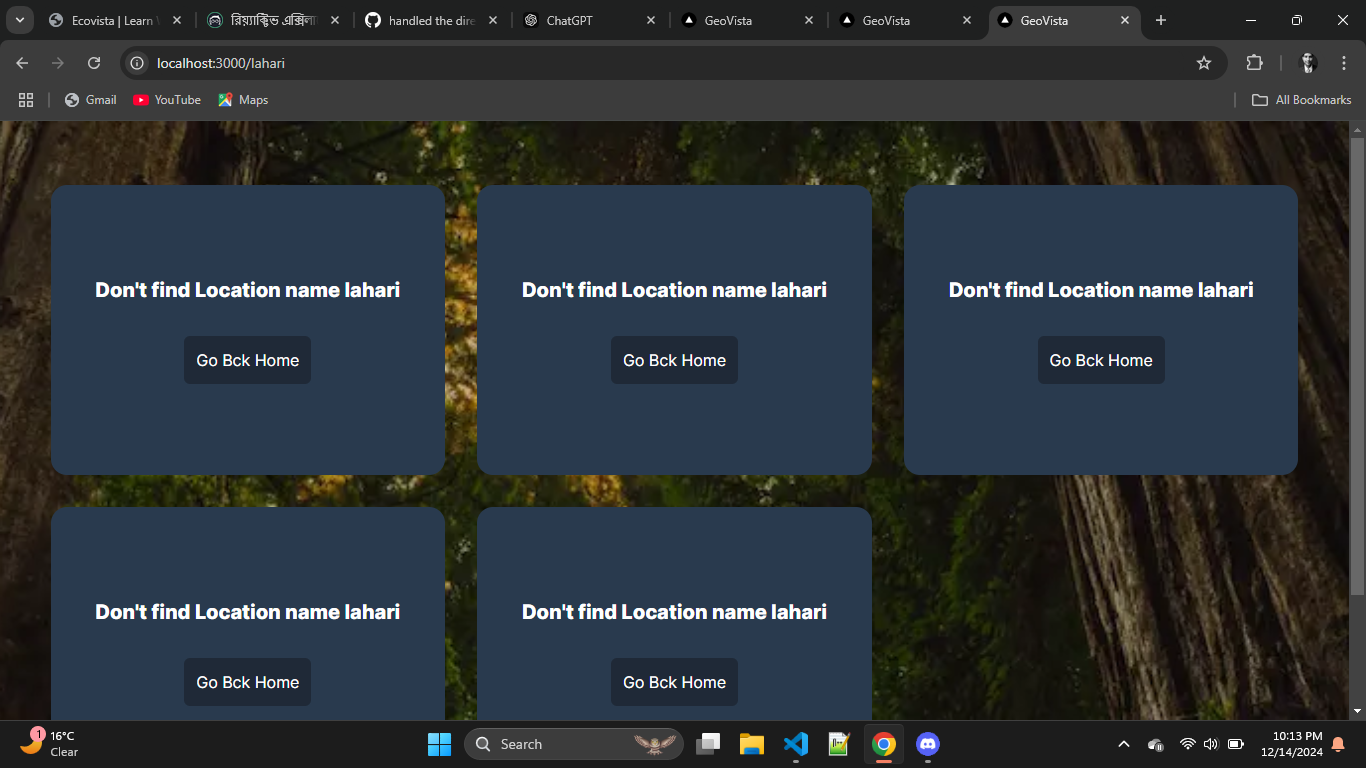 Ecovista | Learn
রিয়্যাক্টিভ এক্সিলা
handled the dire
ChatGPT
GeoVista
GeoVista
GeoVista
localhost:3000/lahari
Gmail
YouTube
Maps
All Bookmarks
Don't find Location name lahari
Don't find Location name lahari
Don't find Location name lahari
Go Bck Home
Go Bck Home
Go Bck Home
Don't find Location name lahari
Don't find Location name lahari
Go Bck Home
Go Bck Home
1
16°C
Clear
Search
10:13 PM
12/14/2024